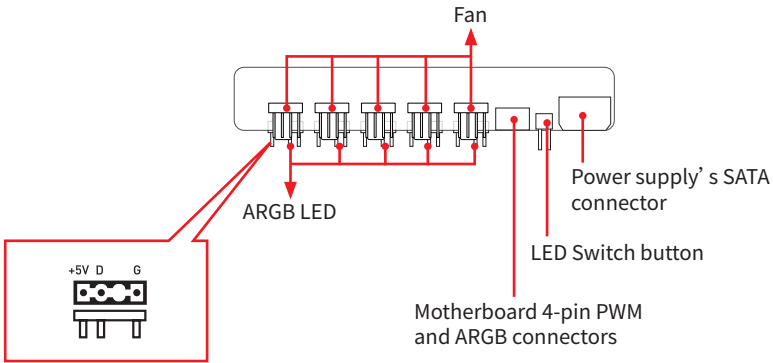 Fan
ARGB LED
Power supply’s SATA
connector
LED Switch button
Motherboard 4-pin PWM
and ARGB connectors
+5V D G